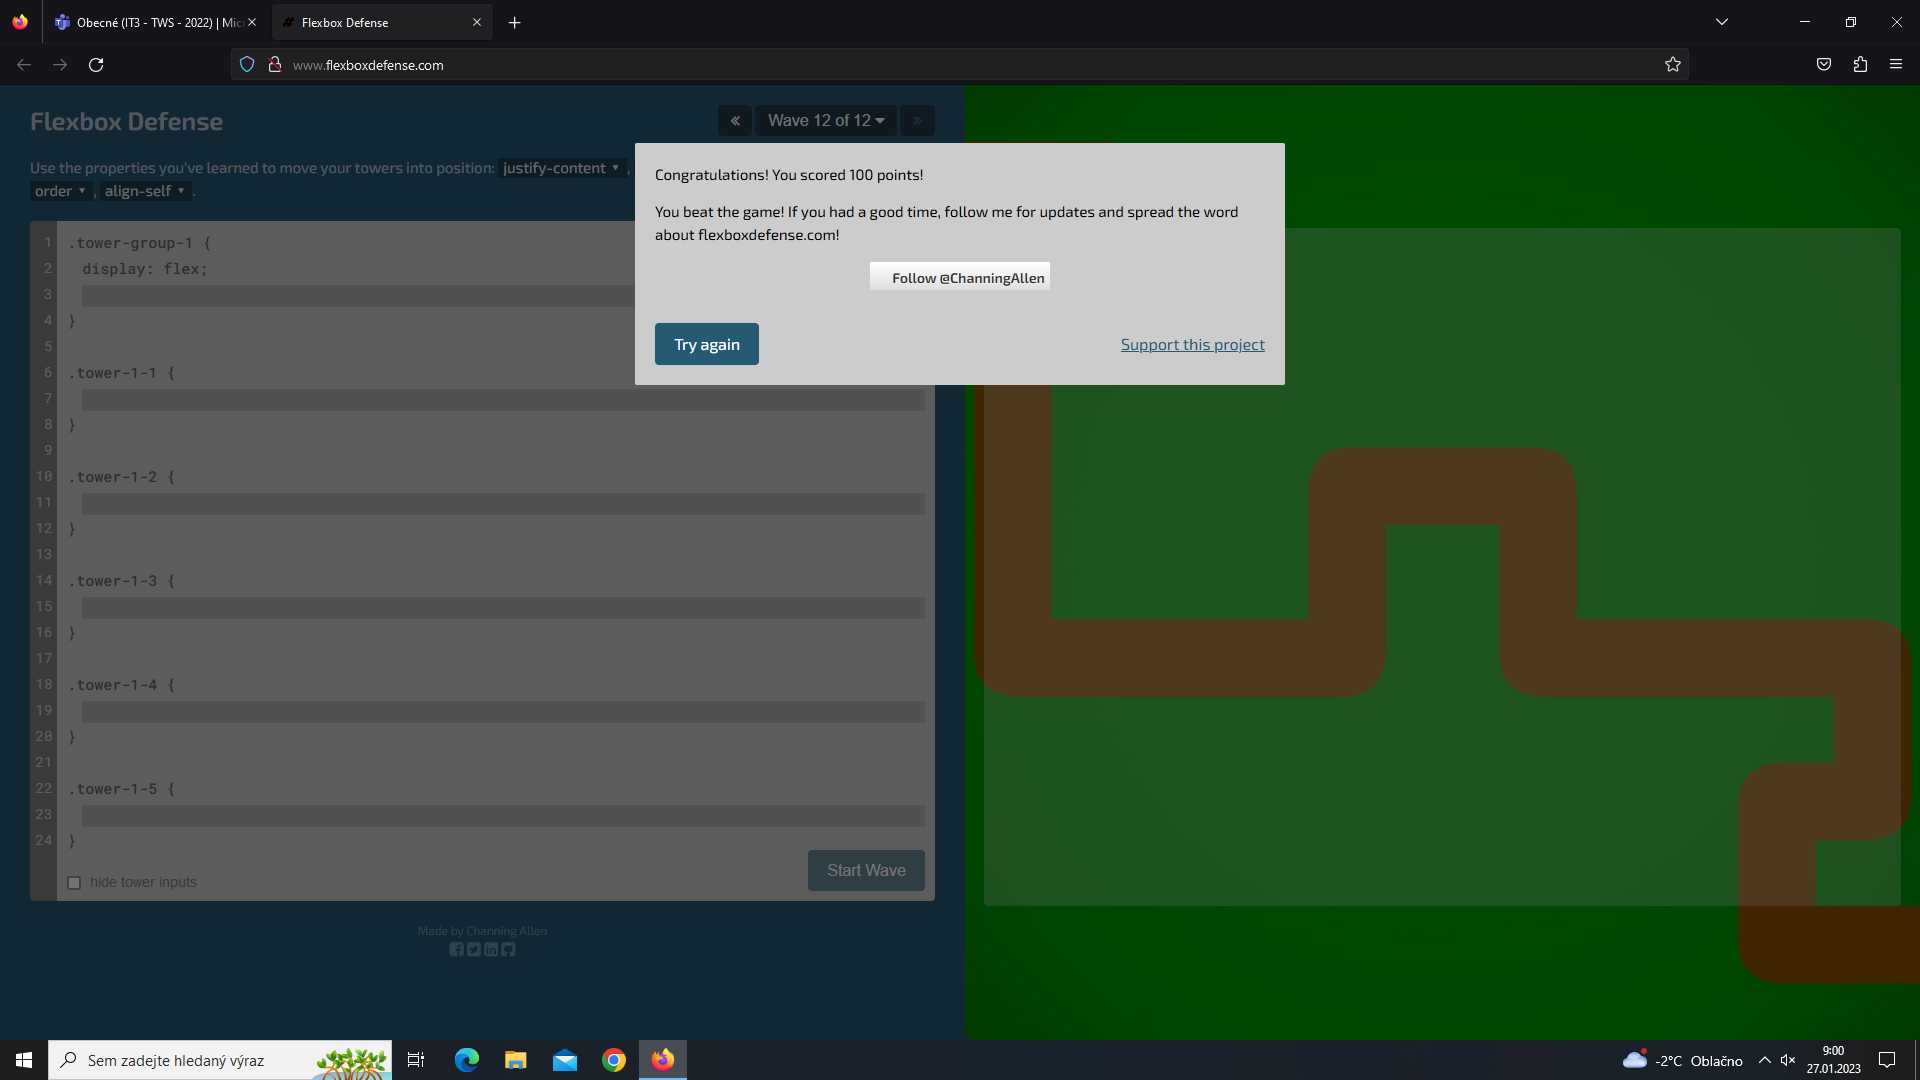 Obecné (IT3 - TWS - 2022) | Mic
Flexbox Defense
www.flexboxdefense.com
Flexbox Defense
« Wave 12 of 12 »
Use the properties you've learned to move your towers into position: justify-content ,
order , align-self .
Congratulations! You scored 100 points!
You beat the game! If you had a good time, follow me for updates and spread the word
about flexboxdefense.com!
Follow @ChanningAllen
Try again
Support this project
1 .tower-group-1 {
2 display: flex;
3
4 }
5
6 .tower-1-1 {
7
8 }
9
10 .tower-1-2 {
11
12 }
13
14 .tower-1-3 {
15
16 }
17
18 .tower-1-4 {
19
20 }
21
22 .tower-1-5 {
23
24 }
hide tower inputs
Start Wave
Made by Channing Allen
Sem zadejte hledaný výraz
-2°C Oblačno
9:00
27.01.2023